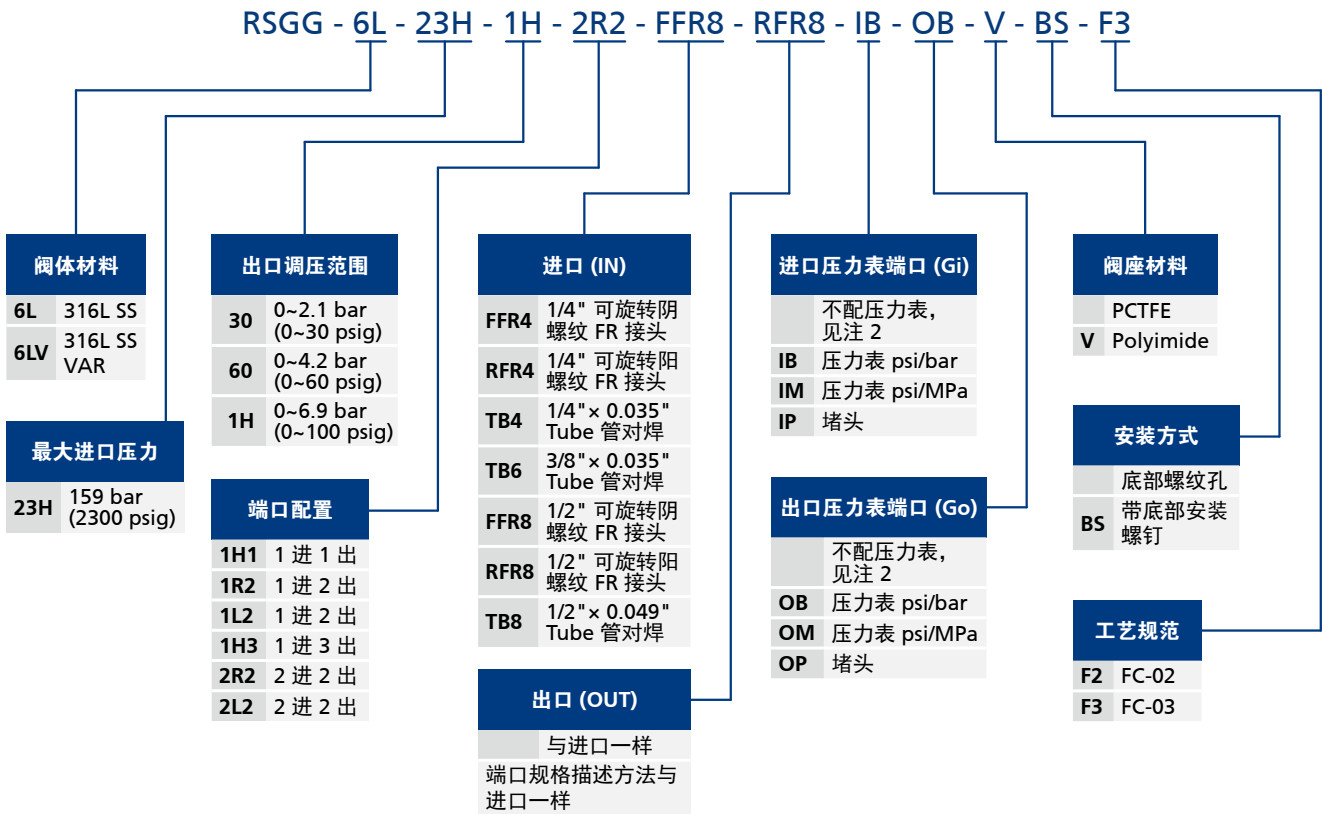 RSGG - 6L - 23H - 1H - 2R2 - FFR8 - RFR8 - IB - OB - V - BS - F3
阀体材料
6L 316L SS
6LV 316L SS
VAR
最大进口压力
23H 159 bar
(2300 psig)
出口调压范围
30 0~2.1 bar
(0~30 psig)
60 0~4.2 bar
(0~60 psig)
1H 0~6.9 bar
(0~100 psig)
端口配置
1H1 1 进 1 出
1R2 1 进 2 出
1L2 1 进 2 出
1H3 1 进 3 出
2R2 2 进 2 出
2L2 2 进 2 出
进口 (IN)
FFR4 1/4" 可旋转阴
螺纹 FR 接头
RFR4 1/4" 可旋转阳
螺纹 FR 接头
TB4 1/4"× 0.035"
Tube 管对焊
TB6 3/8"× 0.035"
Tube 管对焊
FFR8 1/2" 可旋转阴
螺纹 FR 接头
RFR8 1/2" 可旋转阳
螺纹 FR 接头
TB8 1/2"× 0.049"
Tube 管对焊
出口 (OUT)
与进口一样
端口规格描述方法与
进口一样
进口压力表端口 (Gi)
不配压力表，
见注 2
IB 压力表 psi/bar
IM 压力表 psi/MPa
IP 堵头
出口压力表端口 (Go)
不配压力表，
见注 2
OB 压力表 psi/bar
OM 压力表 psi/MPa
OP 堵头
阀座材料
PCTFE
V Polyimide
安装方式
底部螺纹孔
BS 带底部安装
螺钉
工艺规范
F2 FC-02
F3 FC-03